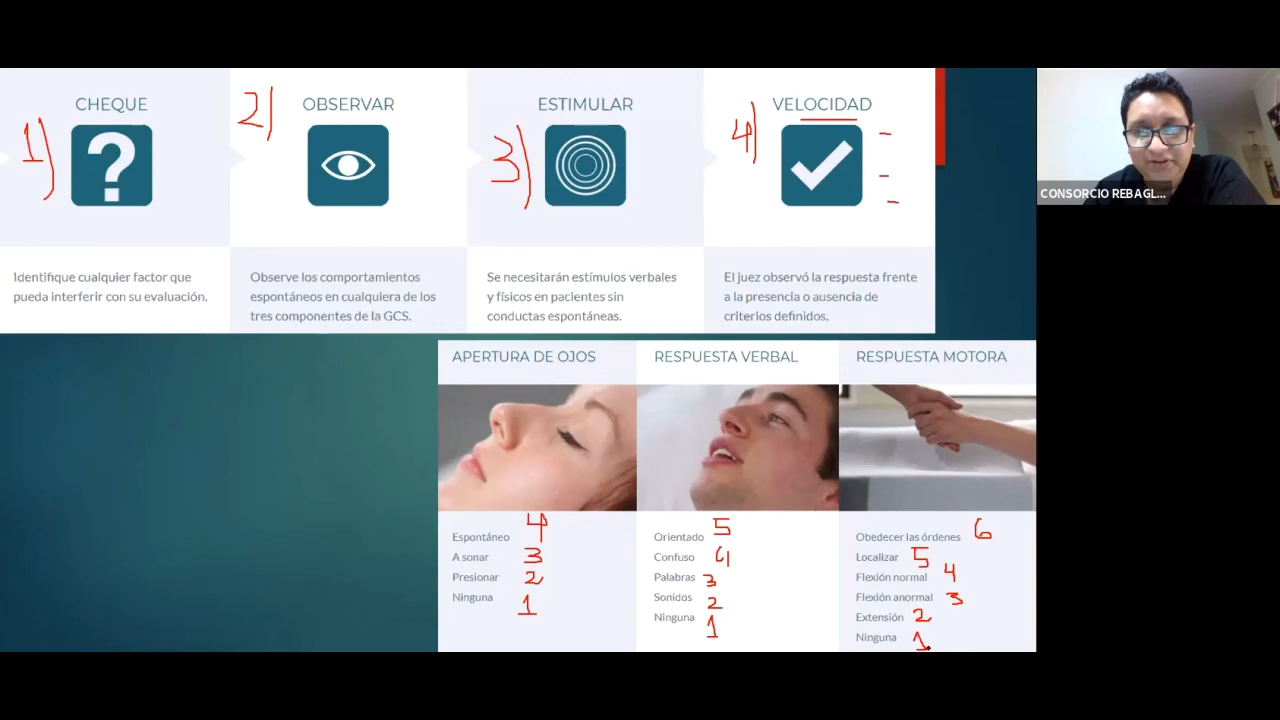 1)
CHEQUE
?
2)
OBSERVAR
3)
ESTIMULAR
4)
VELOCIDAD
CONSORCIO REBAGL...
Identifique cualquier factor que
pueda interferir con su evaluación.
Observe los comportamientos
espontáneos en cualquiera de los
tres componentes de la GCS.
Se necesitarán estímulos verbales
y físicos en pacientes sin
conductas espontáneas.
El juez observó la respuesta frente
a la presencia o ausencia de
criterios definidos.
APERTURA DE OJOS
Espontáneo 4
A sonar 3
Presionar 2
Ninguna 1
RESPUESTA VERBAL
Orientado 5
Confuso 4
Palabras 3
Sonidos 2
Ninguna 1
RESPUESTA MOTORA
Obedecer las órdenes 6
Localizar 5
Flexión normal 4
Flexión anormal 3
Extensión 2
Ninguna 1